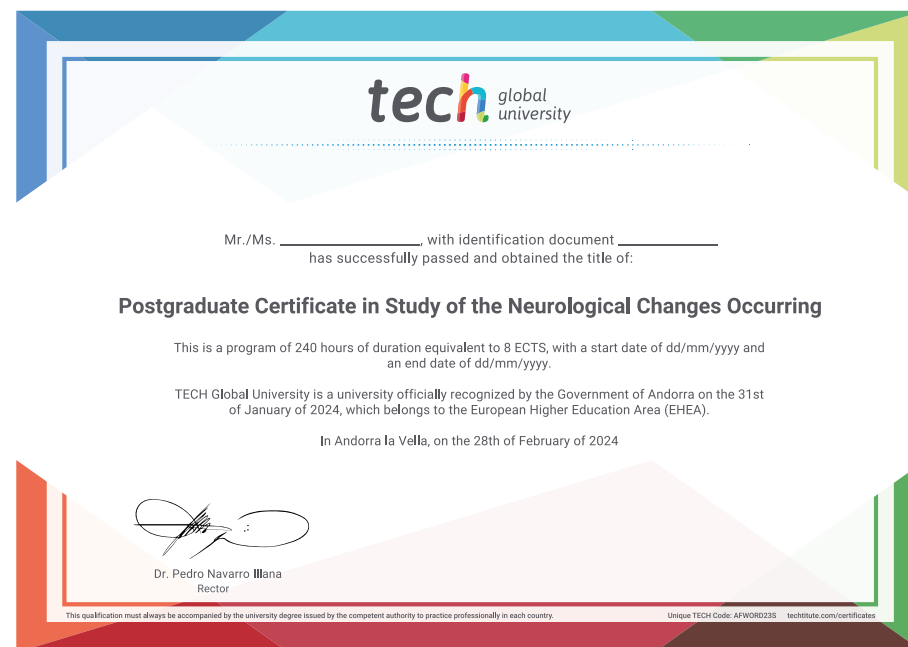 tech global
university
Mr./Ms. ____________, with identification document ____________
has successfully passed and obtained the title of:
Postgraduate Certificate in Study of the Neurological Changes Occurring
This is a program of 240 hours of duration equivalent to 8 ECTS, with a start date of dd/mm/yyyy and
an end date of dd/mm/yyyy.
TECH Global University is a university officially recognized by the Government of Andorra on the 31st
of January of 2024, which belongs to the European Higher Education Area (EHEA).
In Andorra la Vella, on the 28th of February of 2024
Dr. Pedro Navarro Illana
Rector
This qualification must always be accompanied by the university degree issued by the competent authority to practice professionally in each country.
Unique TECH Code: AFWORD23S techtitute.com/certificates